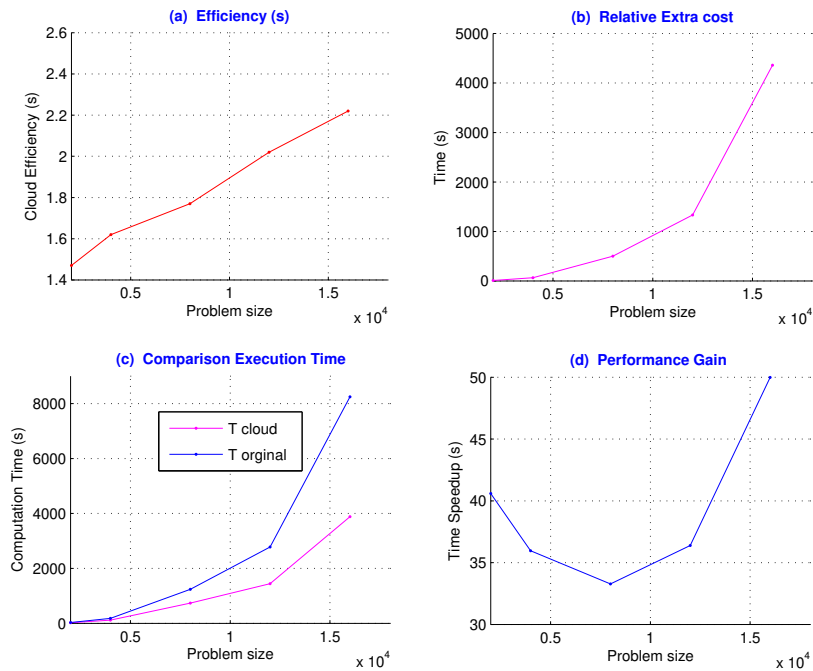 (a) Efficiency (s)
Cloud Efficiency (s)
2.6
2.4
2.2
2
1.8
1.6
1.4
0.5 1 1.5
Problem size
x 10^4
(b) Relative Extra cost
Time (s)
5000
4000
3000
2000
1000
0
0.5 1 1.5
Problem size
x 10^4
(c) Comparison Execution Time
Computation Time (s)
8000
6000
4000
2000
0
T cloud
T orginal
0.5 1 1.5
Problem size
x 10^4
(d) Performance Gain
Time Speedup (s)
50
45
40
35
30
0.5 1 1.5
Problem size
x 10^4